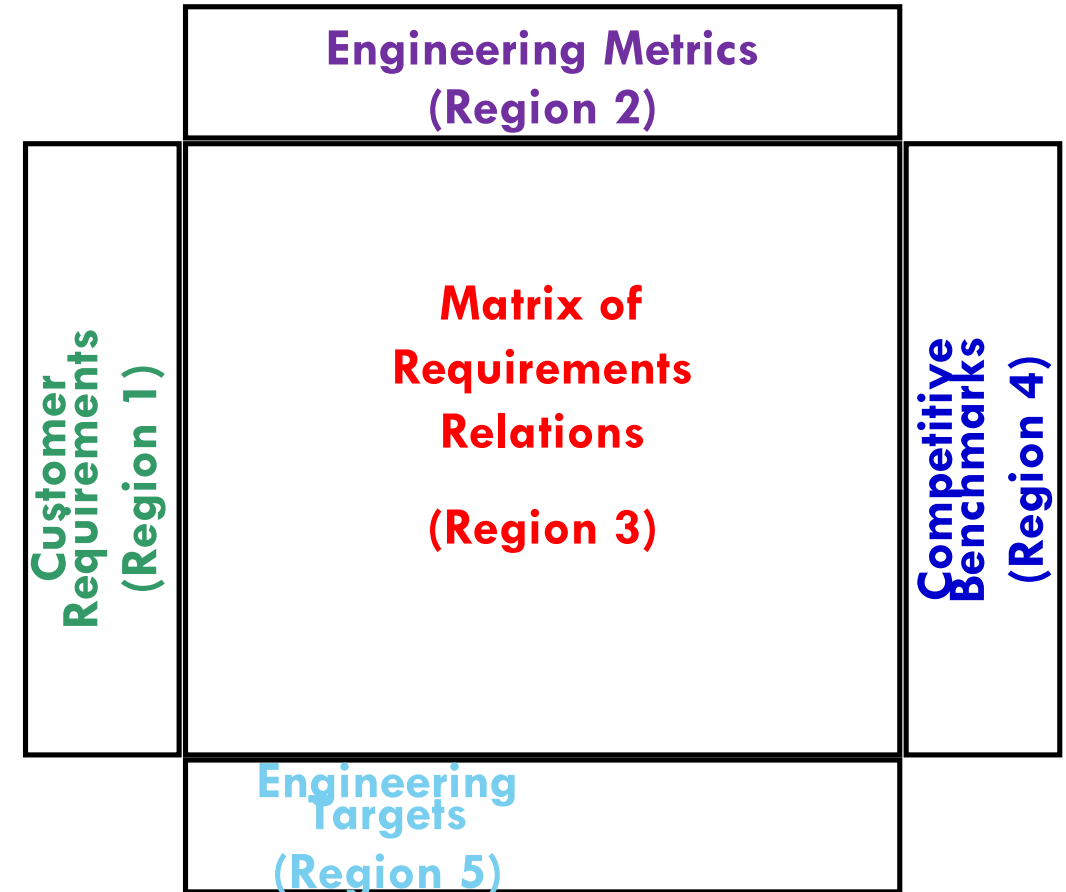 Engineering Metrics
(Region 2)
Customer
Requirements
(Region 1)
Matrix of
Requirements
Relations
(Region 3)
Competitive
Benchmarks
(Region 4)
Engineering
Targets
(Region 5)